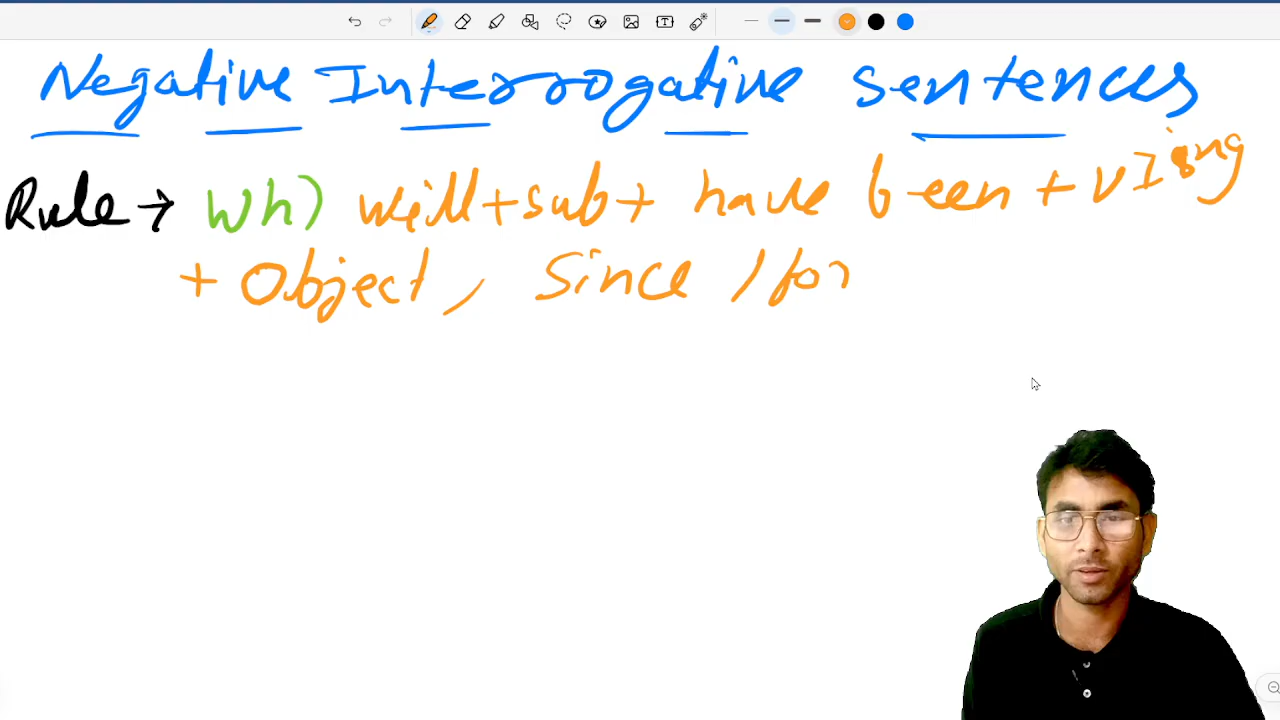 Negative Interrogative Sentences
Rule → Wh) will + sub + have been + VIing
+ Object, Since / for